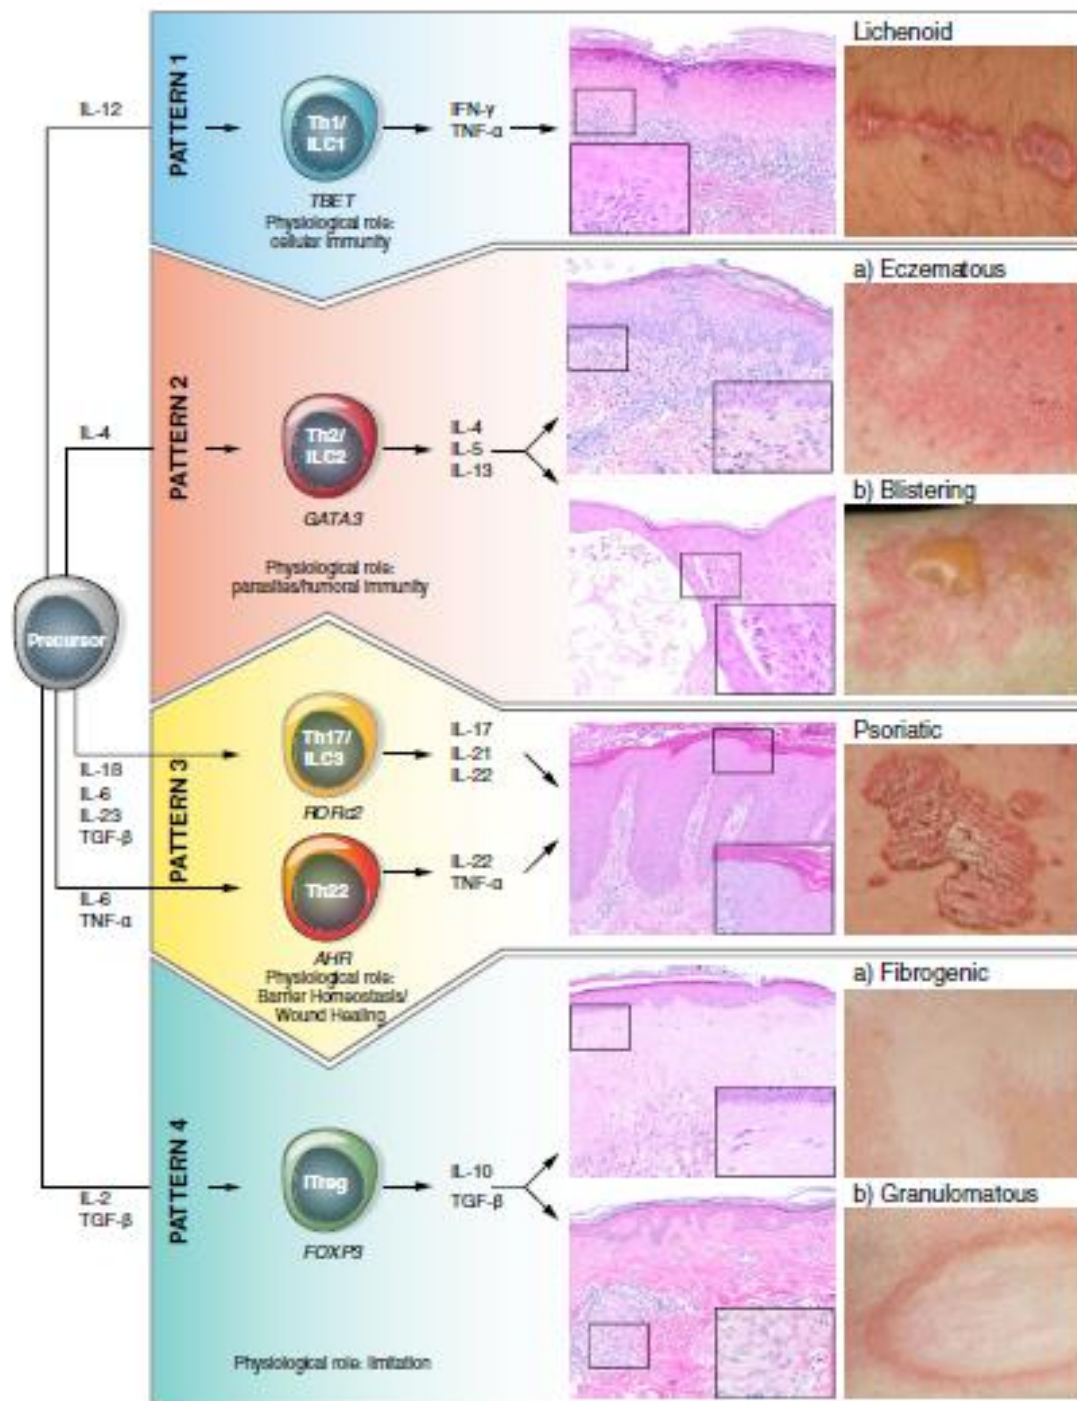 PATTERN 1
IL-12
Th1/
ILC1
TBET
Physiological role:
cellular immunity
IFN-γ
TNF-α
Lichenoid
PATTERN 2
IL-4
Th2/
ILC2
GATA3
Physiological role:
parasites/humoral immunity
IL-4
IL-5
IL-13
a) Eczematous
b) Blistering
Precursor
PATTERN 3
IL-18
IL-6
IL-23
TGF-β
Th17/
ILC3
IL-17
IL-21
IL-22
Psoriatic
IL-6
TNF-α
Th22
AHR
Physiological role:
Barrier Homeostasis/
Wound Healing
IL-22
TNF-α
PATTERN 4
IL-2
TGF-β
ITreg
FOXP3
Physiological role: limitation
IL-10
TGF-β
a) Fibrogenic
b) Granulomatous